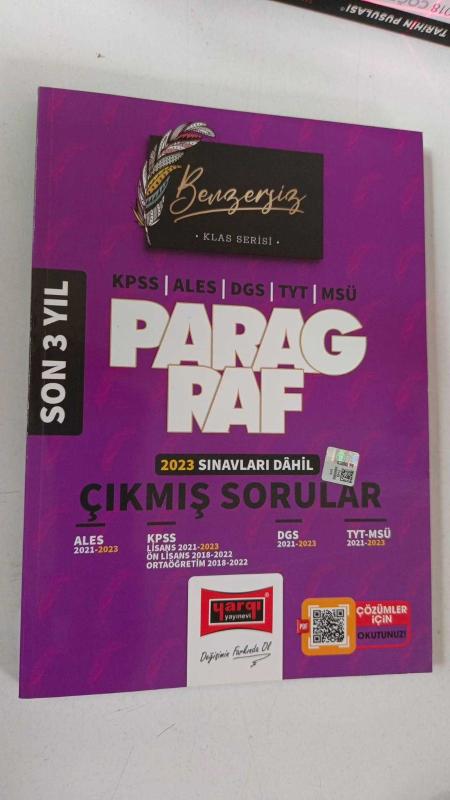 2018 ÇÖ
TARİHİN PUSULASI
Benzersiz
• KLAS SERİSİ •
SON 3 YIL
KPSS | ALES | DGS | TYT | MSÜ
PARAG
RAF
2023 SINAVLARI DÂHİL
ÇIKMIŞ SORULAR
ALES
2021-2023
KPSS
LİSANS 2021-2023
ÖN LİSANS 2018-2022
ORTAÖĞRETİM 2018-2022
DGS
2021-2023
TYT-MSÜ
2021-2023
yargı
yayınevi
Değişimin Farkında Ol
PDF
ÇÖZÜMLER
İÇİN
OKUTUNUZ!